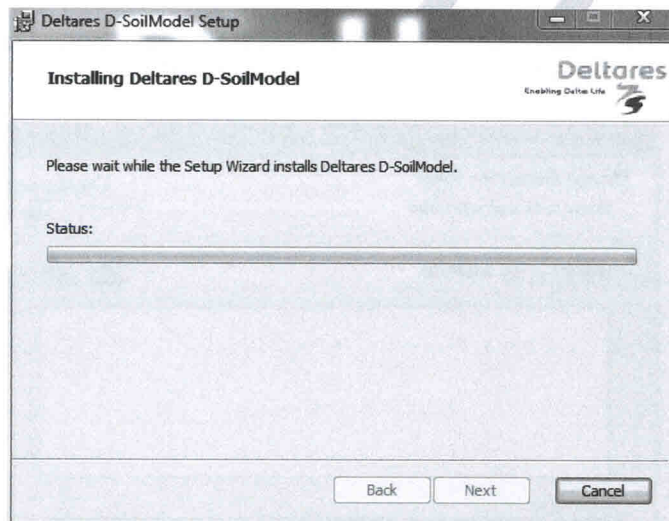 Deltares D-SoilModel Setup
Installing Deltares D-SoilModel
Deltares
Enabling Delta Life
Please wait while the Setup Wizard installs Deltares D-SoilModel.
Status:
Back
Next
Cancel